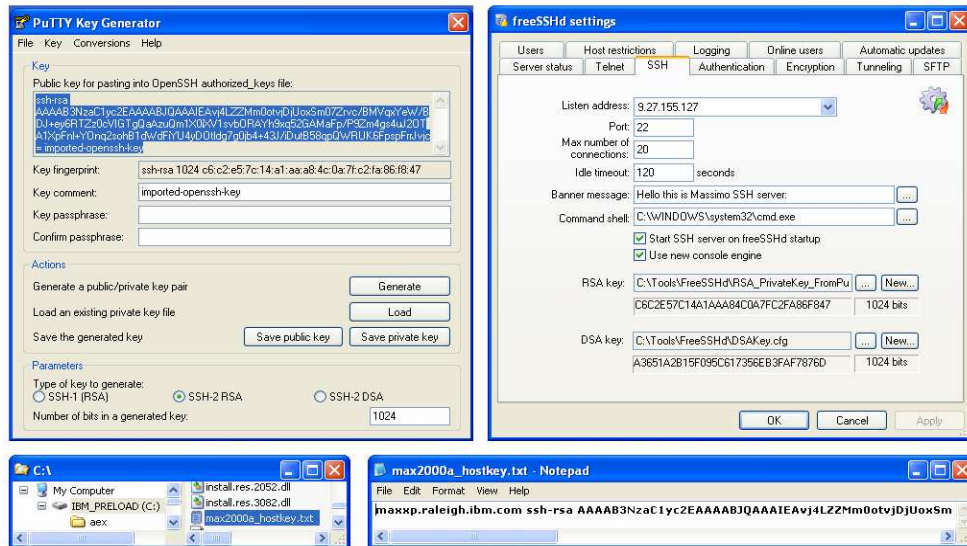 PuTTY Key Generator
File Key Conversions Help
Key
Public key for pasting into OpenSSH authorized_keys file:
ssh-rsa
= imported-openssh-key
Key fingerprint:
ssh-rsa 1024 c6:c2:e5:7c:14:a1:aa:a8:4c:0a:7f:c2:fa:86:f8:47
Key comment:
imported-openssh-key
Key passphrase:
Confirm passphrase:
Actions
Generate a public/private key pair
Generate
Load an existing private key file
Load
Save the generated key
Save public key
Save private key
Parameters
Type of key to generate:
SSH-1 (RSA)
SSH-2 RSA
SSH-2 DSA
Number of bits in a generated key:
1024
freeSSHd settings
Users Host restrictions Logging Online users Automatic updates
Server status Telnet SSH Authentication Encryption Tunneling SFTP
Listen address: 9.27.155.127
Port: 22
Max number of
connections: 20
Idle timeout: 120 seconds
Banner message: Hello this is Massimo SSH server: ...
Command shell: C:\WINDOWS\system32\cmd.exe ...
Start SSH server on freeSSHd startup
Use new console engine
RSA key: C:\Tools\FreeSSHd\RSA_PrivateKey_FromPu ... New...
C6C2E57C14A1AAA84C0A7FC2FA86F847 1024 bits
DSA key: C:\Tools\FreeSSHd\DSAKey.cfg ... New...
A3651A2B15F095C617356EB3FAF7876D 1024 bits
OK Cancel Apply
C:\
My Computer
IBM_PRELOAD (C:)
aex
install.res.2052.dll
install.res.3082.dll
max2000a_hostkey.txt
max2000a_hostkey.txt - Notepad
File Edit Format View Help
maxxp.raleigh.ibm.com ssh-rsa AAAAB3NzaC1yc2EAAAABJQAAAIEAvj4LZZMm0otvjDjUoxSm